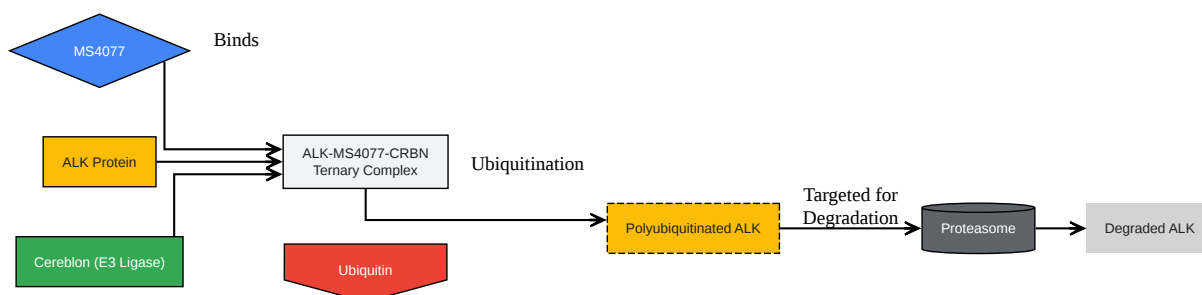 MS4077
Binds
ALK Protein
ALK-MS4077-CRBN
Ternary Complex
Ubiquitination
Cereblon (E3 Ligase)
Ubiquitin
Polyubiquitinated ALK
Targeted for
Degradation
Proteasome
Degraded ALK